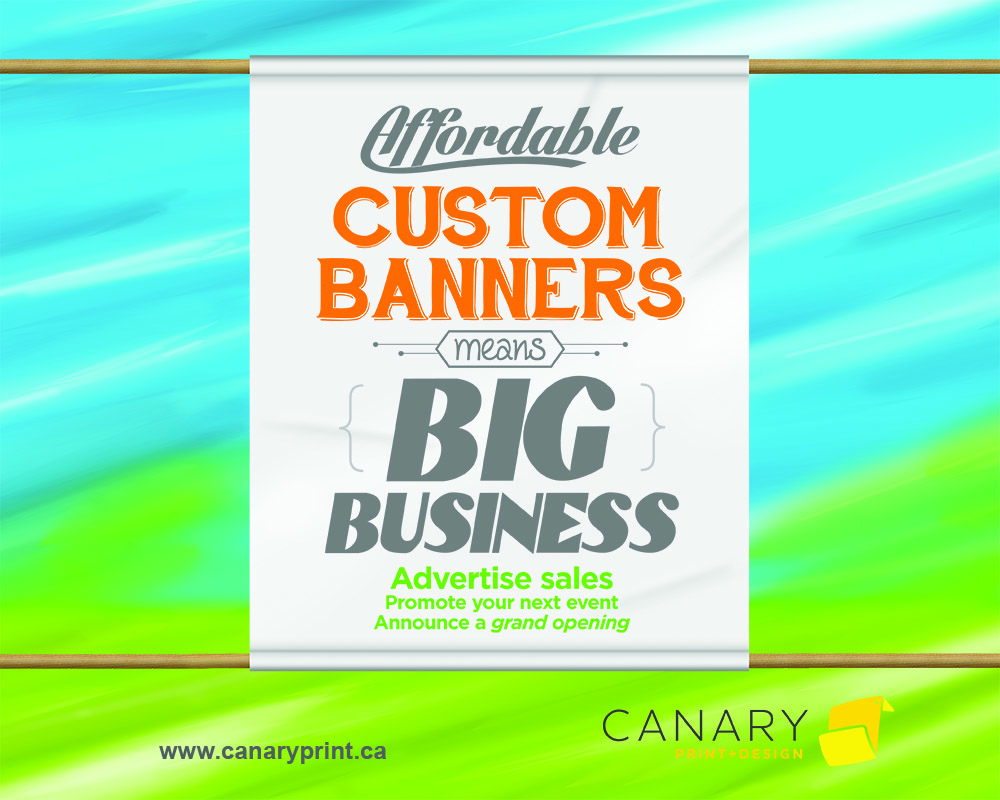 Affordable
CUSTOM
BANNERS
means
BIG
BUSINESS
Advertise sales
Promote your next event
Announce a grand opening
www.canaryprint.ca
CANARY
PRINT+DESIGN